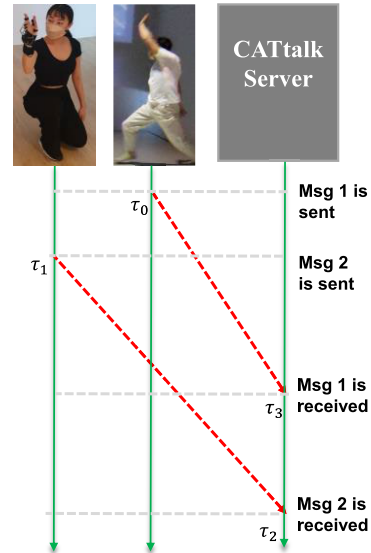 CATtalk
Server
τ0
Msg 1 is
sent
τ1
Msg 2
is sent
Msg 1 is
received
τ3
Msg 2 is
received
τ2